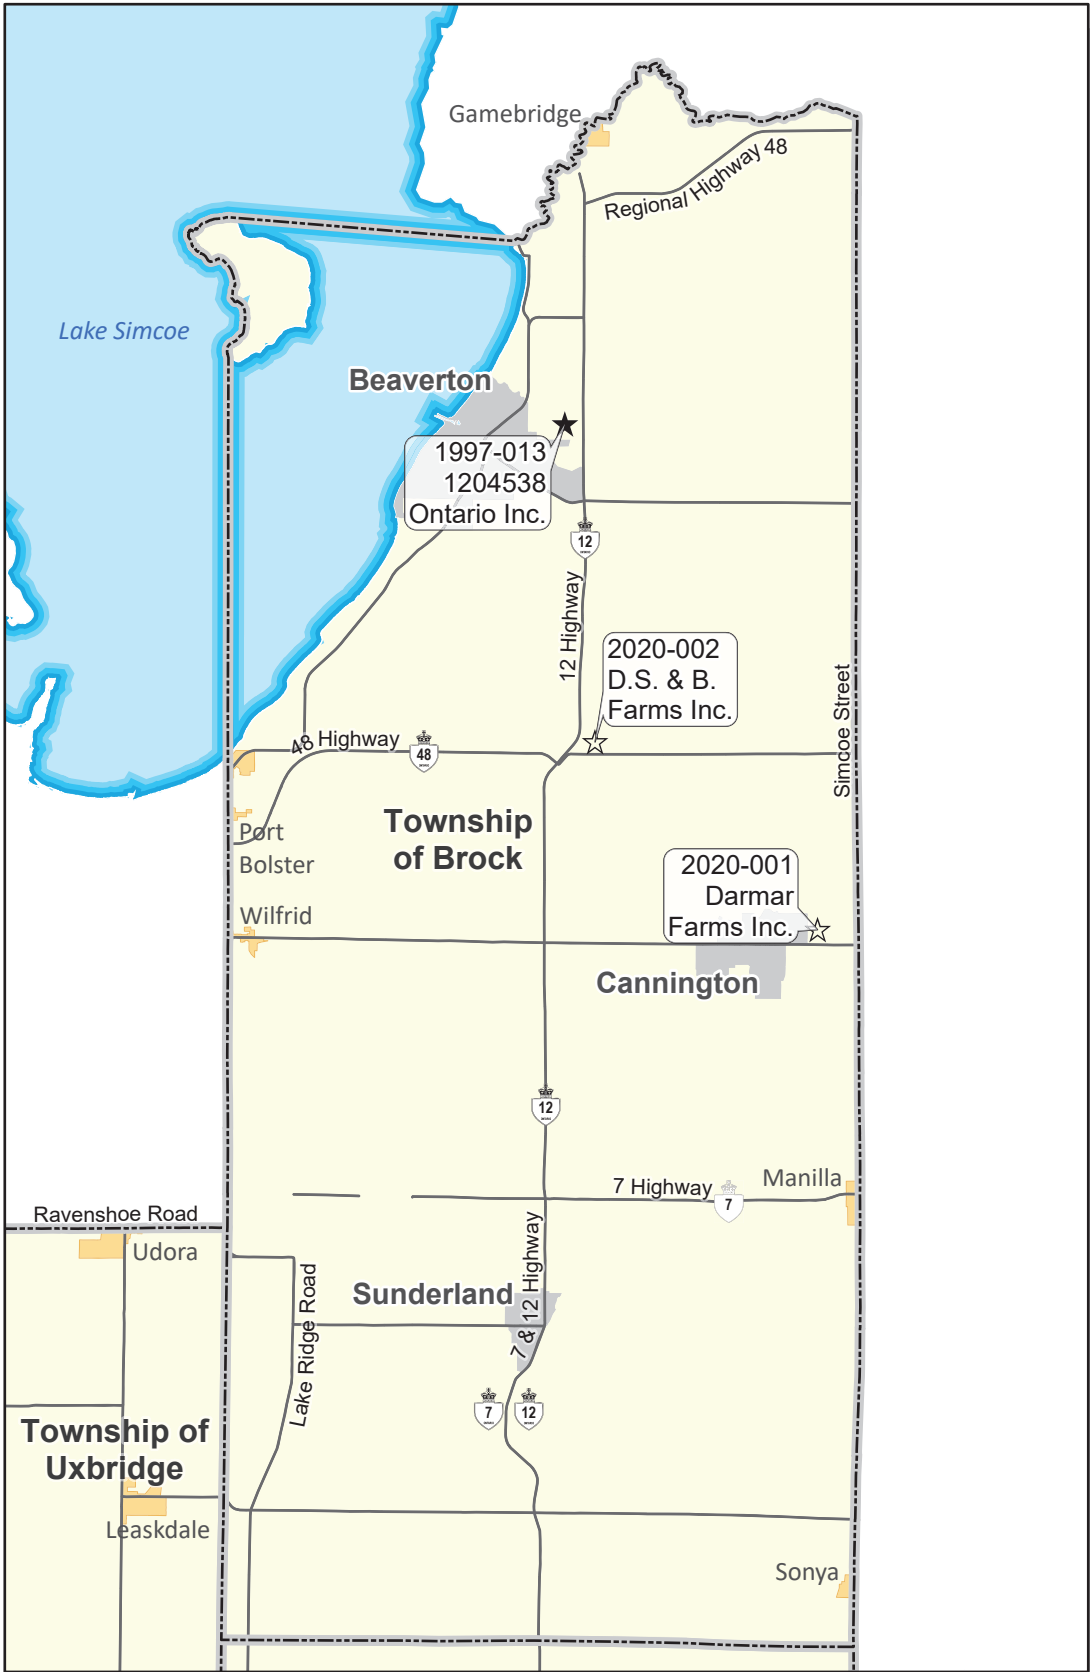 Gamebridge
Regional Highway 48
Lake Simcoe
Beaverton
1997-013
1204538
Ontario Inc.
12
12 Highway
2020-002
D.S. & B.
Farms Inc.
Simcoe Street
48 Highway
48
Township
of Brock
Port
Bolster
2020-001
Darmar
Farms Inc.
Wilfrid
Cannington
12
7 Highway
7
Manilla
Ravenshoe Road
Udora
Lake Ridge Road
Sunderland
7 & 12 Highway
7
12
Township of
Uxbridge
Leaskdale
Sonya